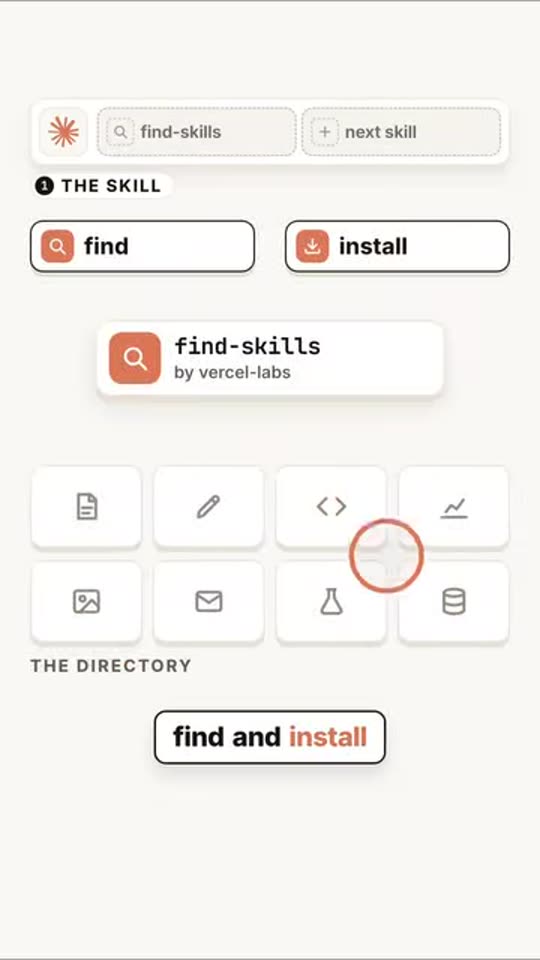 find-skills
next skill
1 THE SKILL
find
install
find-skills
by vercel-labs
THE DIRECTORY
find and install